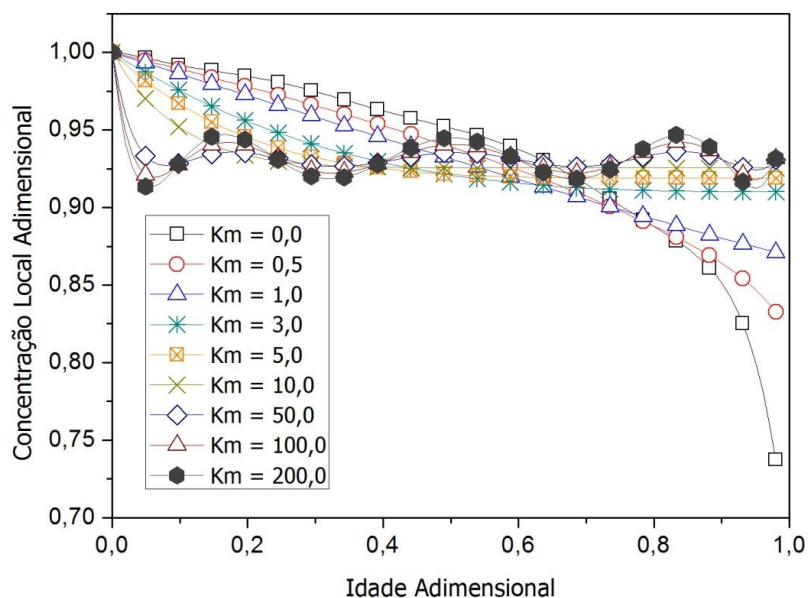 1,00
0,95
0,90
0,85
0,80
0,75
0,70
Concentração Local Adimensional
Km = 0,0
Km = 0,5
Km = 1,0
Km = 3,0
Km = 5,0
Km = 10,0
Km = 50,0
Km = 100,0
Km = 200,0
0,0
0,2
0,4
0,6
0,8
1,0
Idade Adimensional